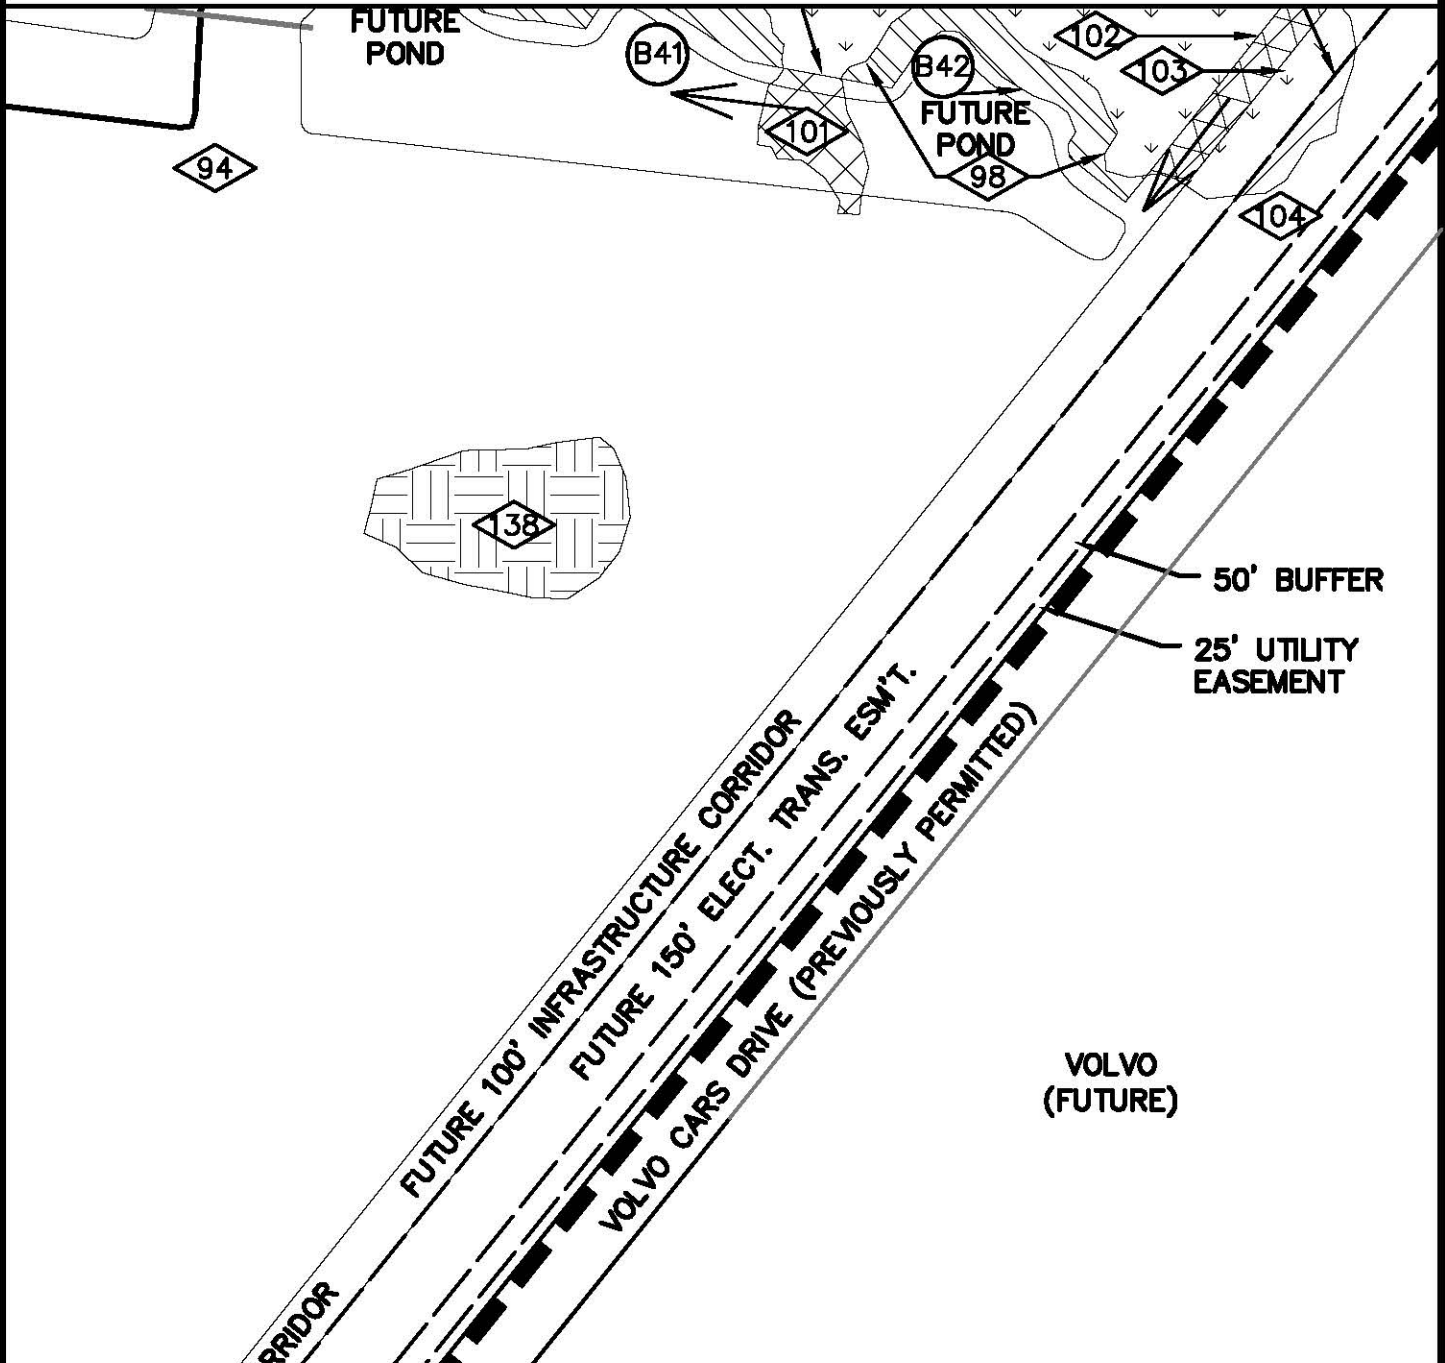 FUTURE
POND
B41
B42
102
103
FUTURE
POND
101
94
98
104
138
50' BUFFER
25' UTILITY
EASEMENT
FUTURE 100' INFRASTRUCTURE CORRIDOR
FUTURE 150' ELECT. TRANS. ESM'T.
VOLVO CARS DRIVE (PREVIOUSLY PERMITTED)
VOLVO
(FUTURE)
RRIDOR